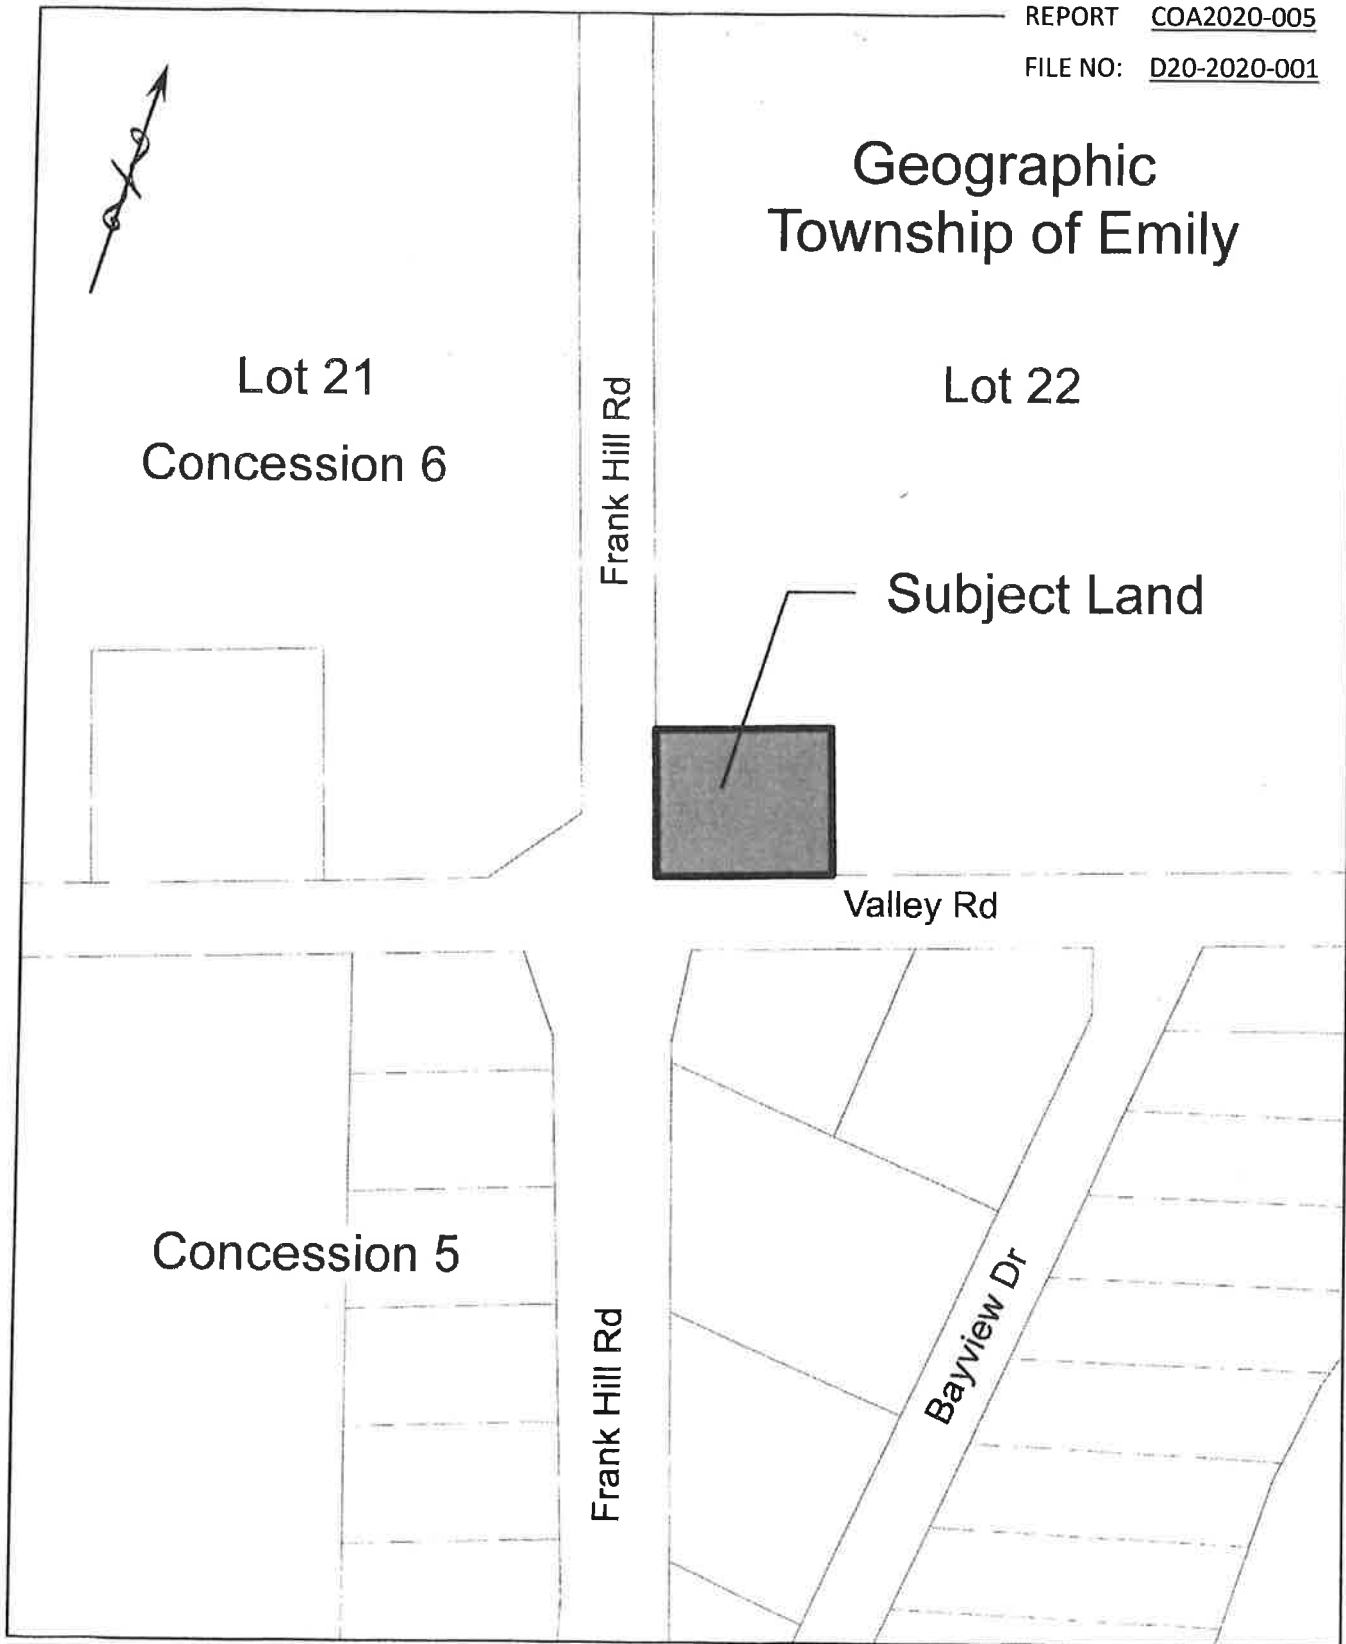 REPORT COA2020-005
FILE NO: D20-2020-001
Geographic
Township of Emily
Lot 21
Concession 6
Lot 22
Frank Hill Rd
Subject Land
Valley Rd
Concession 5
Frank Hill Rd
Bayview Dr